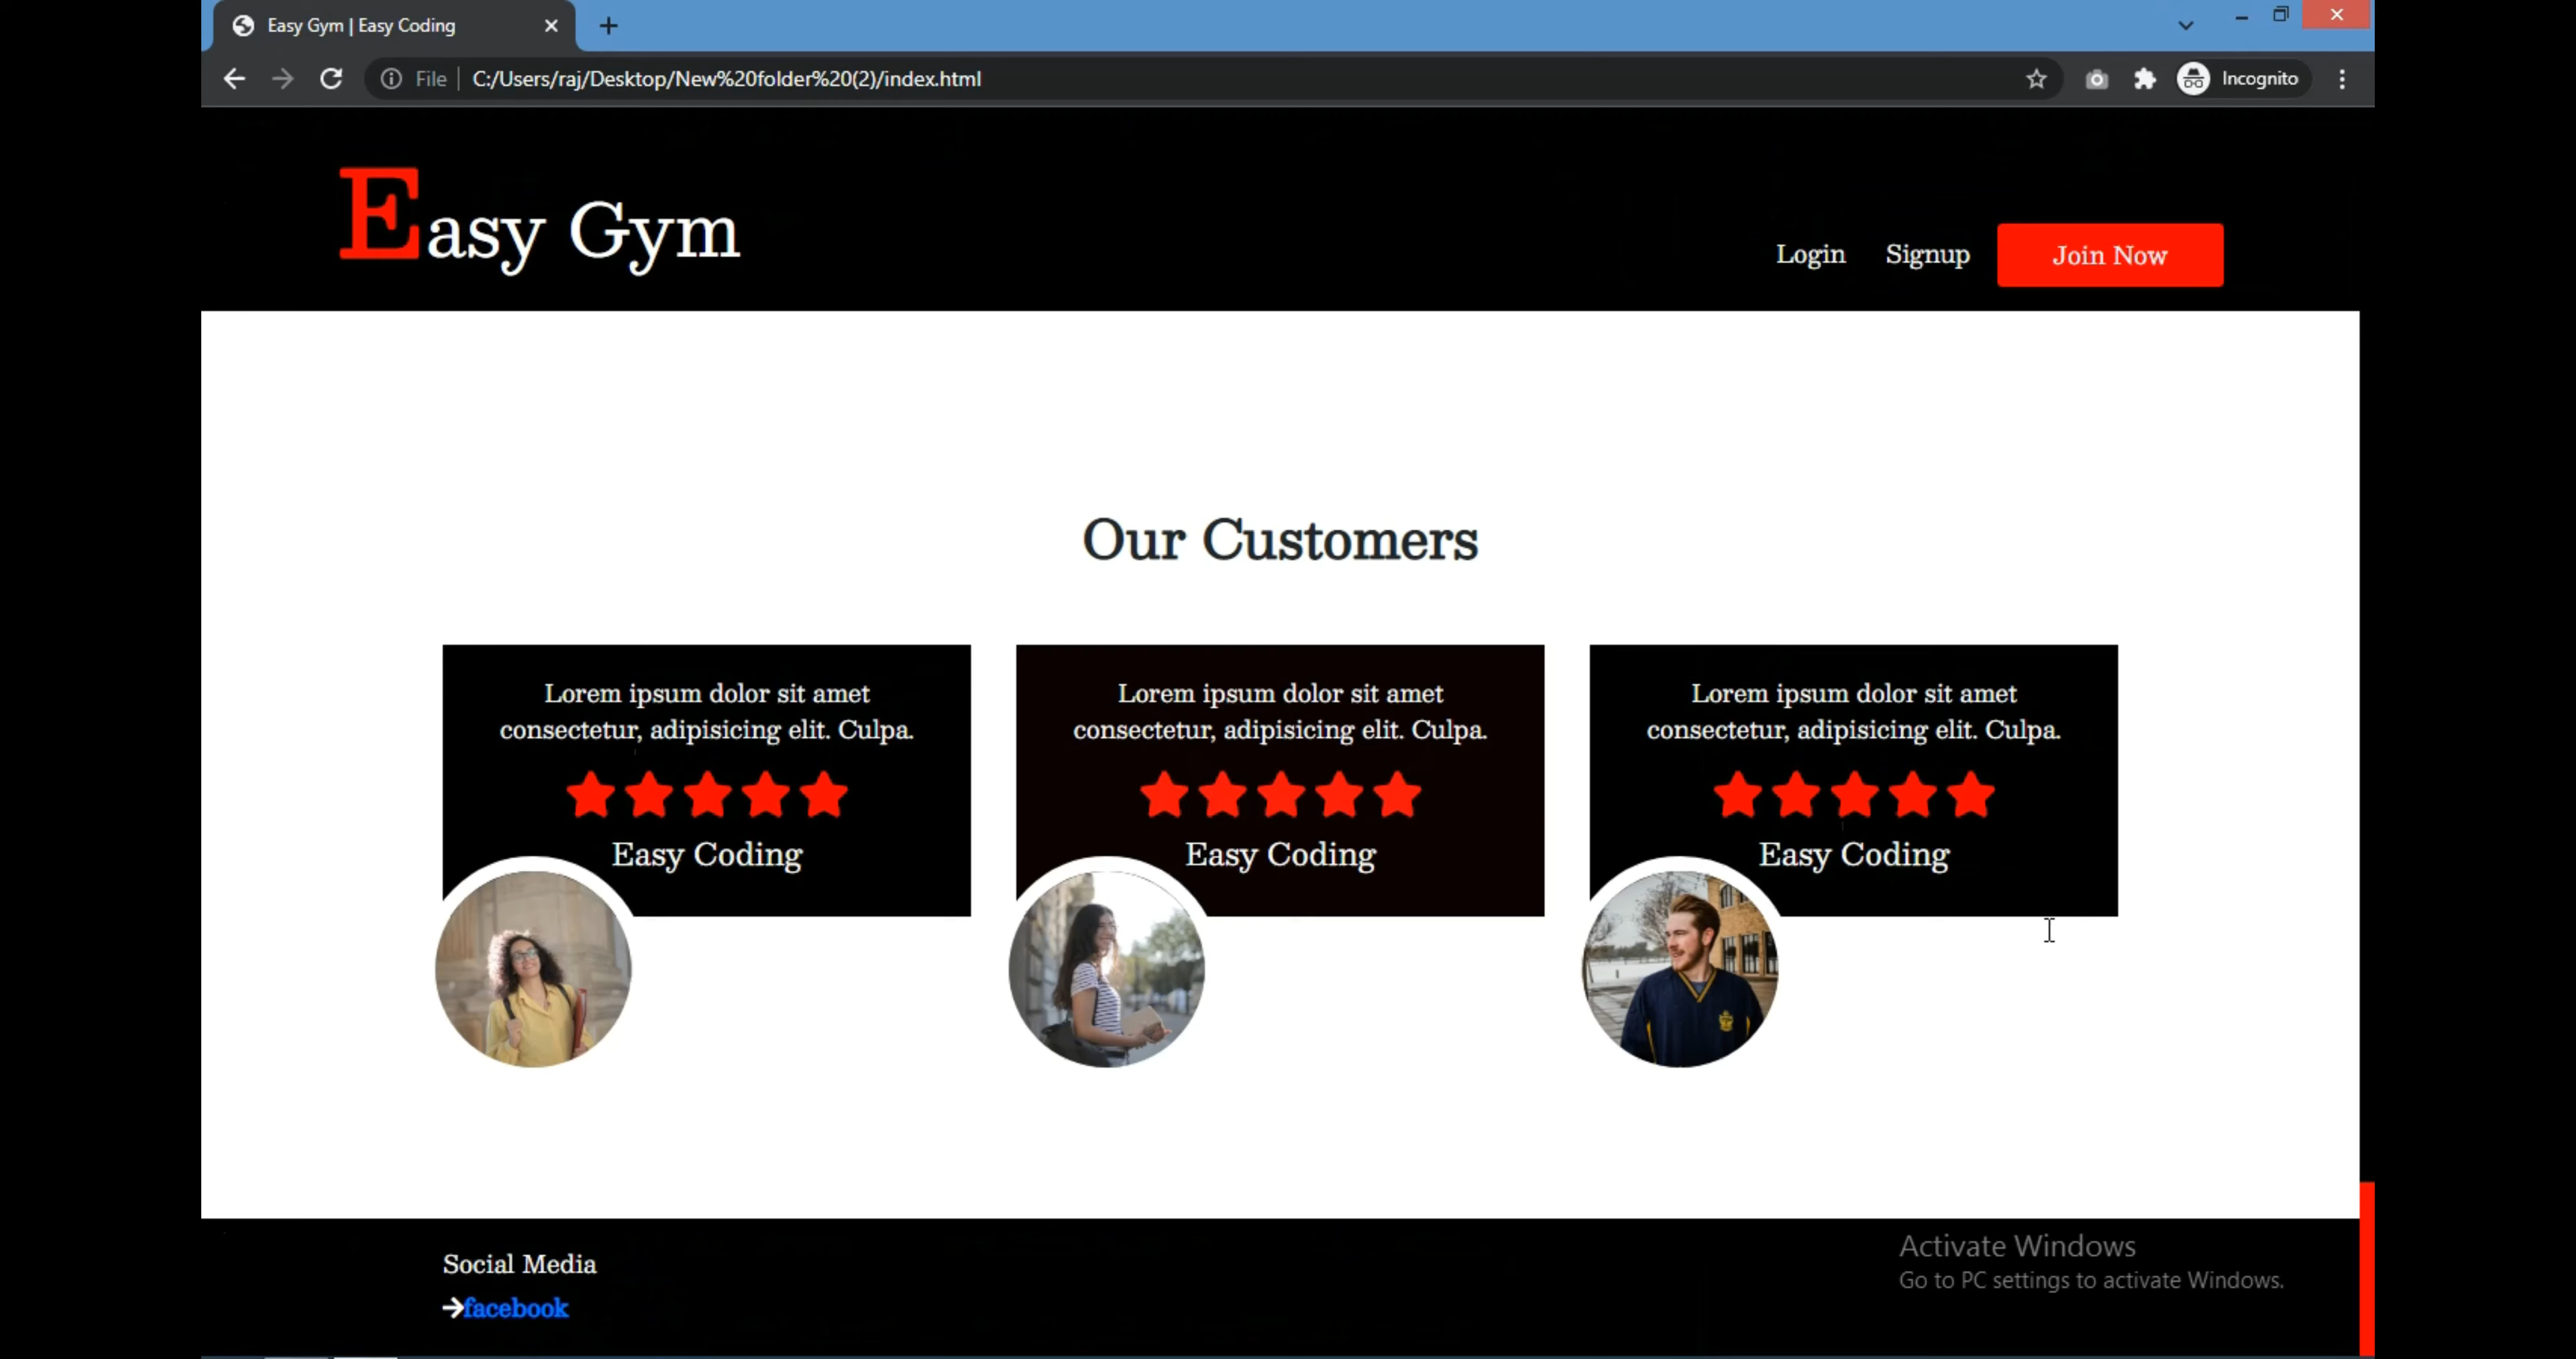 Easy Gym | Easy Coding
File
C:/Users/raj/Desktop/New%20folder%20(2)/index.html
Incognito
Easy Gym
Login
Signup
Join Now
Our Customers
Lorem ipsum dolor sit amet
consectetur, adipisicing elit. Culpa.
Easy Coding
Lorem ipsum dolor sit amet
consectetur, adipisicing elit. Culpa.
Easy Coding
Lorem ipsum dolor sit amet
consectetur, adipisicing elit. Culpa.
Easy Coding
Social Media
facebook
Activate Windows
Go to PC settings to activate Windows.